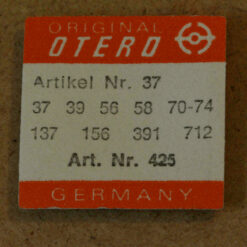 ORIGINAL
OTERO
Artikel Nr. 37
37 39 56 58 70-74
137 156 391 712
Art. Nr. 425
GERMANY